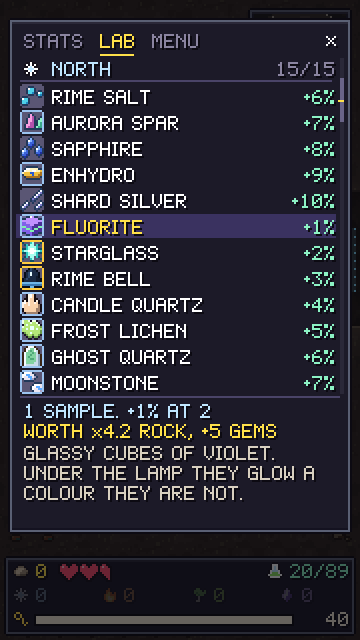 STATS LAB MENU ×
NORTH 15/15
RIME SALT +6%
AURORA SPAR +7%
SAPPHIRE +8%
ENHYDRO +9%
SHARD SILVER +10%
FLUORITE +1%
STARGLASS +2%
RIME BELL +3%
CANDLE QUARTZ +4%
FROST LICHEN +5%
GHOST QUARTZ +6%
MOONSTONE +7%
1 SAMPLE. +1% AT 2
WORTH x4.2 ROCK, +5 GEMS
GLASSY CUBES OF VIOLET.
UNDER THE LAMP THEY GLOW A
COLOUR THEY ARE NOT.
0 20/89
0 0 0 0
40